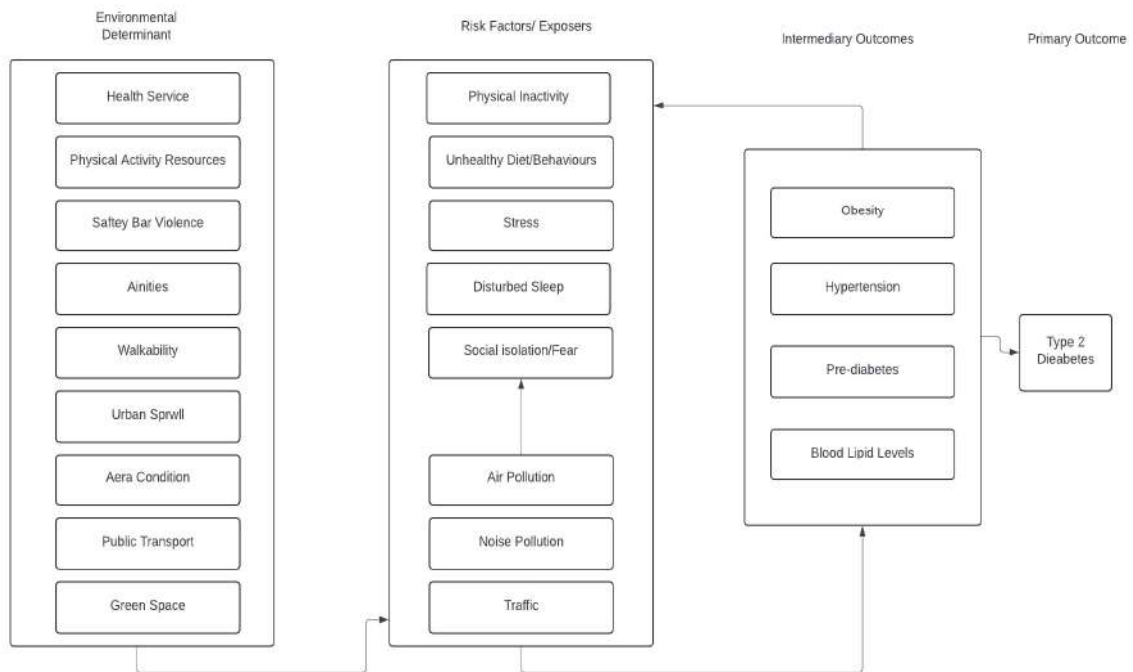 Environmental
Determinant
Health Service
Physical Activity Resources
Saftey Bar Violence
Ainities
Walkability
Urban Sprwll
Aera Condition
Public Transport
Green Space
Risk Factors/ Exposers
Physical Inactivity
Unhealthy Diet/Behaviours
Stress
Disturbed Sleep
Social isolation/Fear
Air Pollution
Noise Pollution
Traffic
Intermediary Outcomes
Obesity
Hypertension
Pre-diabetes
Blood Lipid Levels
Primary Outcome
Type 2
Dieabetes